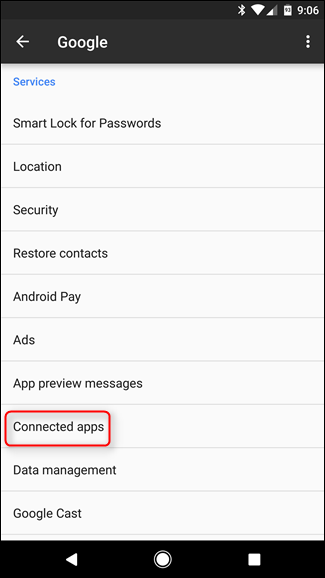 9:06
Google
Services
Smart Lock for Passwords
Location
Security
Restore contacts
Android Pay
Ads
App preview messages
Connected apps
Data management
Google Cast